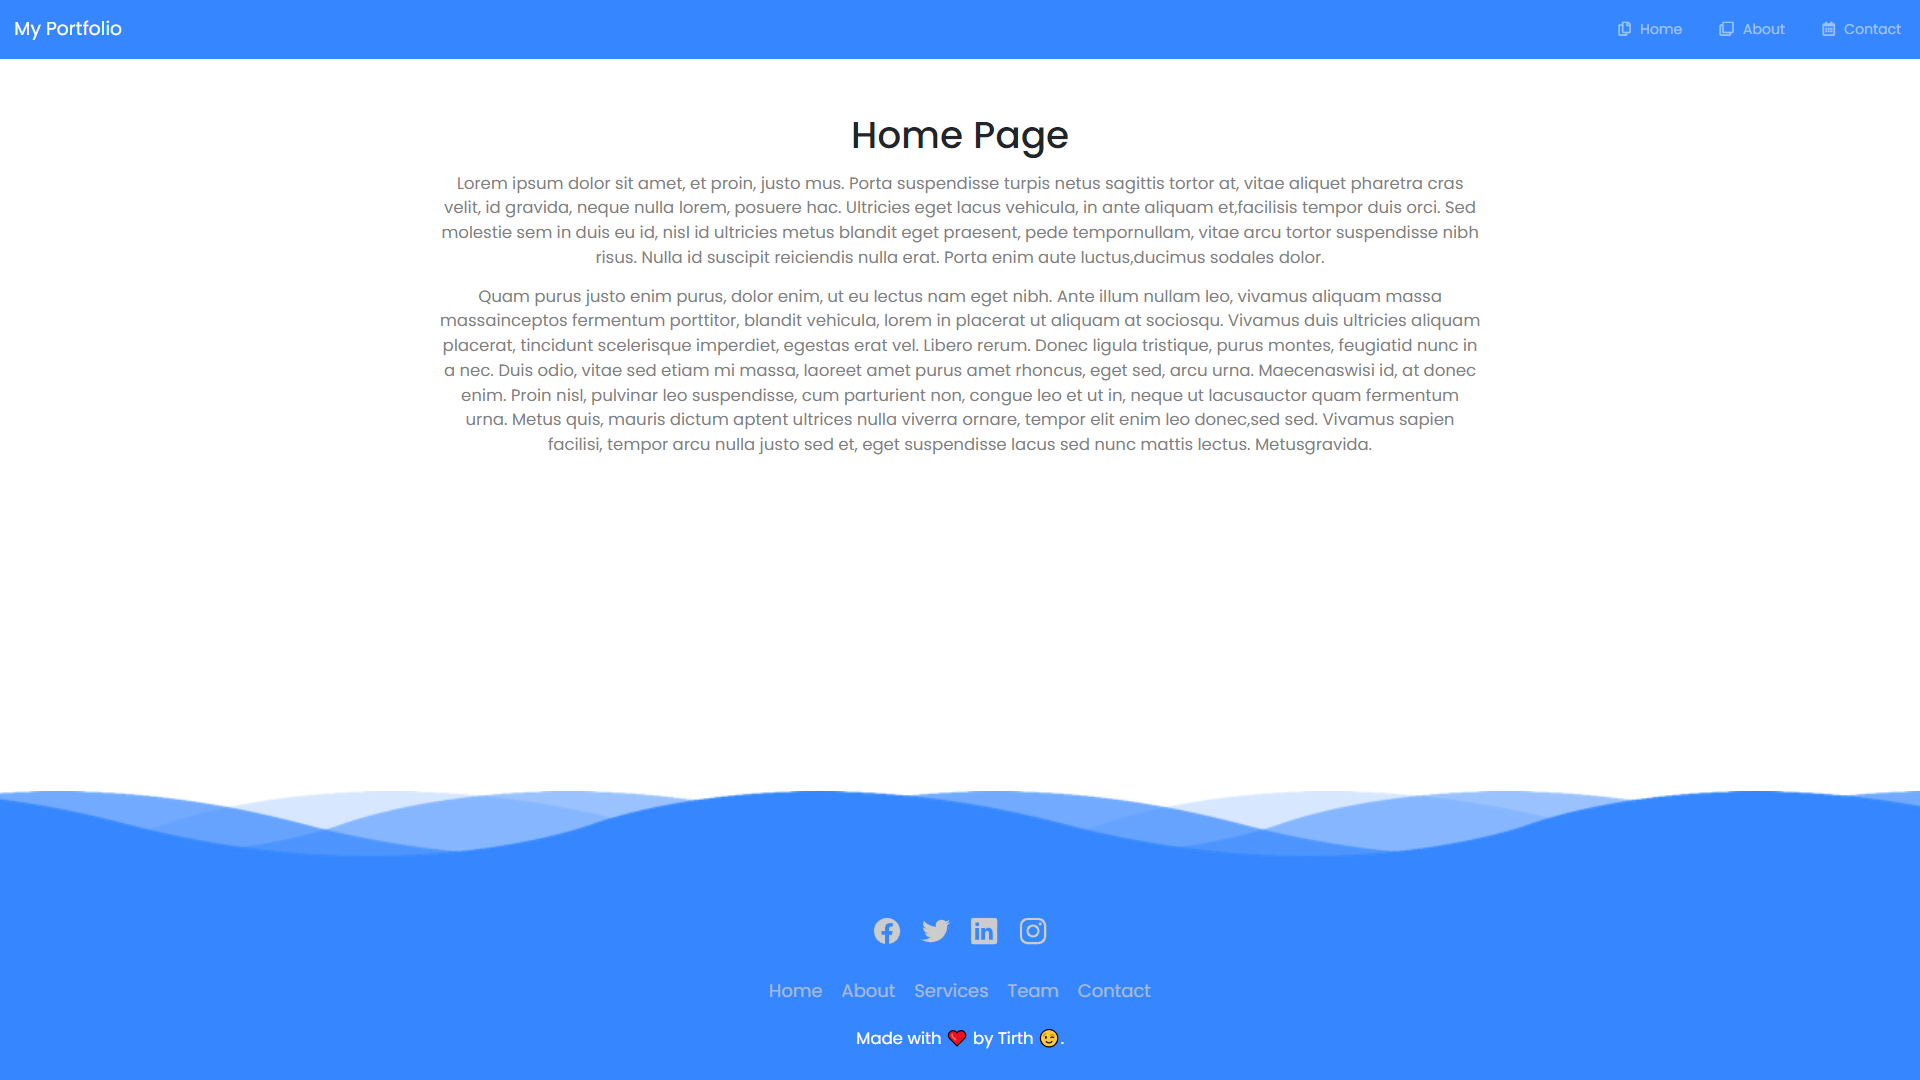 My Portfolio
Home About Contact
Home Page
Lorem ipsum dolor sit amet, et proin, justo mus. Porta suspendisse turpis netus sagittis tortor at, vitae aliquet pharetra cras
velit, id gravida, neque nulla lorem, posuere hac. Ultricies eget lacus vehicula, in ante aliquam et,facilisis tempor duis orci. Sed
molestie sem in duis eu id, nisl id ultricies metus blandit eget praesent, pede tempornullam, vitae arcu tortor suspendisse nibh
risus. Nulla id suscipit reiciendis nulla erat. Porta enim aute luctus,ducimus sodales dolor.
Quam purus justo enim purus, dolor enim, ut eu lectus nam eget nibh. Ante illum nullam leo, vivamus aliquam massa
massainceptos fermentum porttitor, blandit vehicula, lorem in placerat ut aliquam at sociosqu. Vivamus duis ultricies aliquam
placerat, tincidunt scelerisque imperdiet, egestas erat vel. Libero rerum. Donec ligula tristique, purus montes, feugiatid nunc in
a nec. Duis odio, vitae sed etiam mi massa, laoreet amet purus amet rhoncus, eget sed, arcu urna. Maecenaswisi id, at donec
enim. Proin nisl, pulvinar leo suspendisse, cum parturient non, congue leo et ut in, neque ut lacusauctor quam fermentum
urna. Metus quis, mauris dictum aptent ultrices nulla viverra ornare, tempor elit enim leo donec,sed sed. Vivamus sapien
facilisi, tempor arcu nulla justo sed et, eget suspendisse lacus sed nunc mattis lectus. Metusgravida.
Home About Services Team Contact
Made with ❤️ by Tirth 😉.